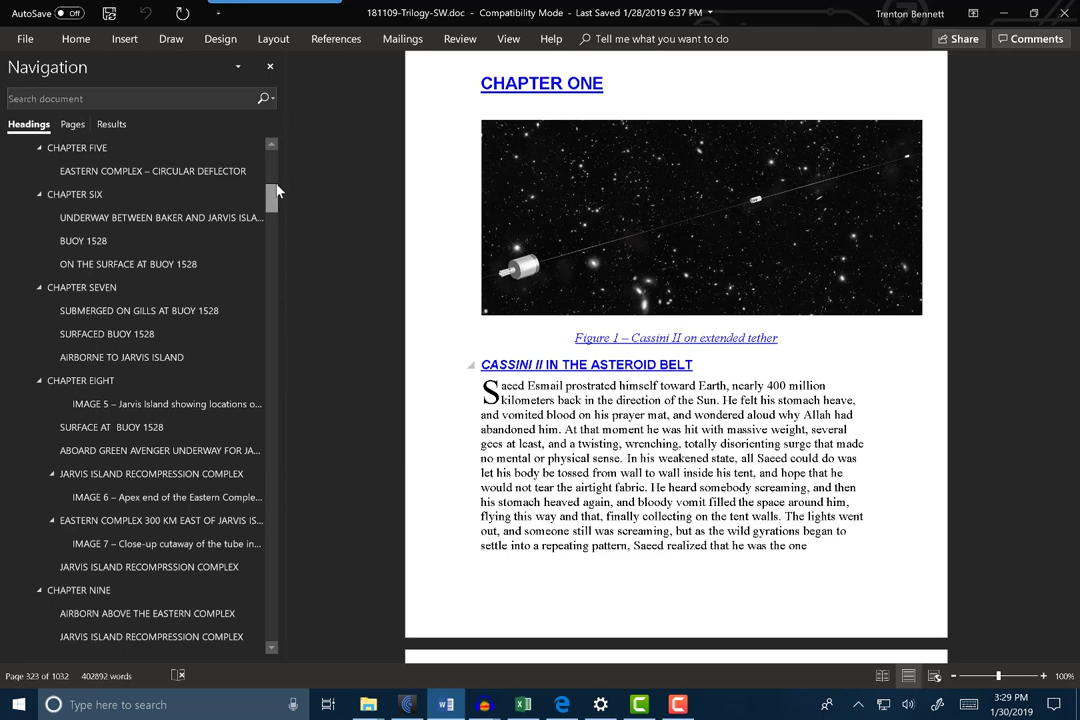 AutoSave Off
181109-Trilogy-SW.doc - Compatibility Mode - Last Saved 1/28/2019 6:37 PM
Trenton Bennett
File Home Insert Draw Design Layout References Mailings Review View Help Tell me what you want to do
Share Comments
Navigation
Search document
Headings Pages Results
CHAPTER FIVE
EASTERN COMPLEX – CIRCULAR DEFLECTOR
CHAPTER SIX
UNDERWAY BETWEEN BAKER AND JARVIS ISLA...
BUOY 1528
ON THE SURFACE AT BUOY 1528
CHAPTER SEVEN
SUBMERGED ON GILLS AT BUOY 1528
SURFACED BUOY 1528
AIRBORNE TO JARVIS ISLAND
CHAPTER EIGHT
IMAGE 5 – Jarvis Island showing locations o...
SURFACE AT BUOY 1528
ABOARD GREEN AVENGER UNDERWAY FOR JA...
JARVIS ISLAND RECOMPRESSION COMPLEX
IMAGE 6 – Apex end of the Eastern Comple...
EASTERN COMPLEX 300 KM EAST OF JARVIS IS...
IMAGE 7 – Close-up cutaway of the tube in...
JARVIS ISLAND RECOMPRSSION COMPLEX
CHAPTER NINE
AIRBORN ABOVE THE EASTERN COMPLEX
JARVIS ISLAND RECOMPRESSION COMPLEX
CHAPTER ONE
Figure 1 – Cassini II on extended tether
CASSINI II IN THE ASTEROID BELT
Saeed Esmail prostrated himself toward Earth, nearly 400 million
kilometers back in the direction of the Sun. He felt his stomach heave,
and vomited blood on his prayer mat, and wondered aloud why Allah had
abandoned him. At that moment he was hit with massive weight, several
gees at least, and a twisting, wrenching, totally disorienting surge that made
no mental or physical sense. In his weakened state, all Saeed could do was
let his body be tossed from wall to wall inside his tent, and hope that he
would not tear the airtight fabric. He heard somebody screaming, and then
his stomach heaved again, and bloody vomit filled the space around him,
flying this way and that, finally collecting on the tent walls. The lights went
out, and someone still was screaming, but as the wild gyrations began to
settle into a repeating pattern, Saeed realized that he was the one
Page 323 of 1032 402892 words
100%
Type here to search
3:29 PM
1/30/2019